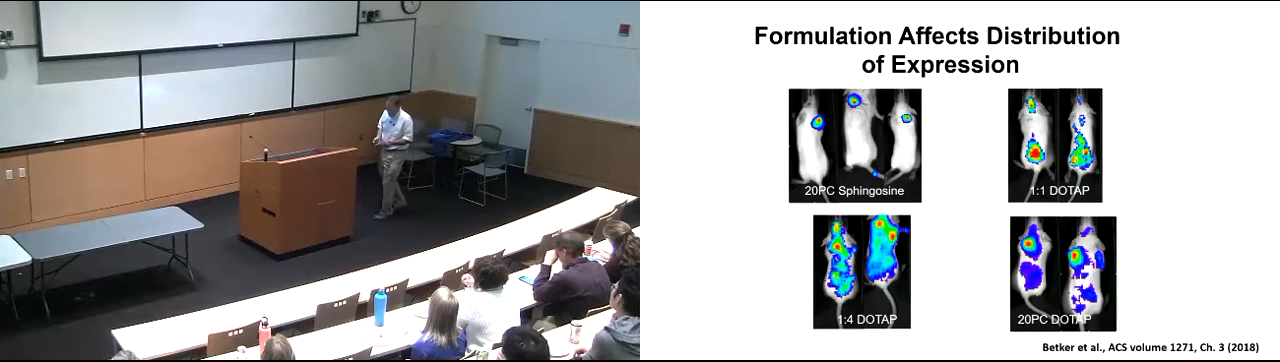 Formulation Affects Distribution
of Expression
20PC Sphingosine
1:1 DOTAP
1:4 DOTAP
20PC DOTAP
Betker et al., ACS volume 1271, Ch. 3 (2018)